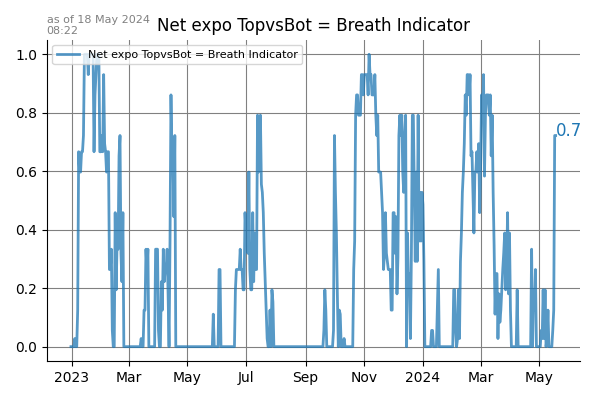 as of 18 May 2024
08:22
Net expo TopvsBot = Breath Indicator
Net expo TopvsBot = Breath Indicator
1.0
0.8
0.7
0.6
0.4
0.2
0.0
2023 Mar May Jul Sep Nov 2024 Mar May